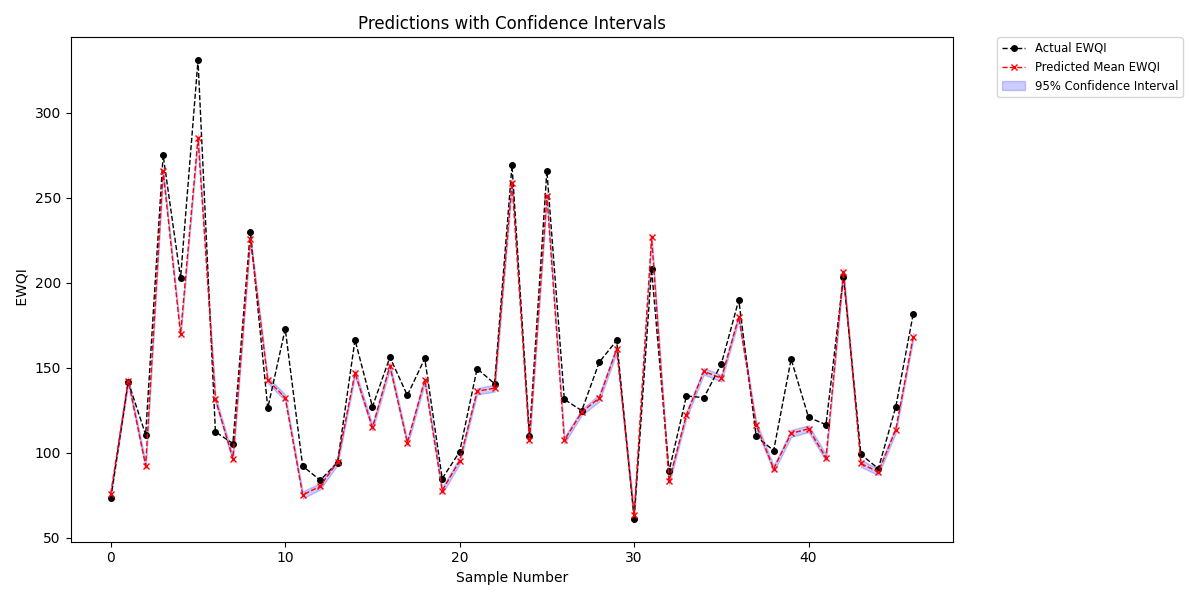 Predictions with Confidence Intervals
Actual EWQI
Predicted Mean EWQI
95% Confidence Interval
EWQI
300
250
200
150
100
50
0
10
20
30
40
Sample Number